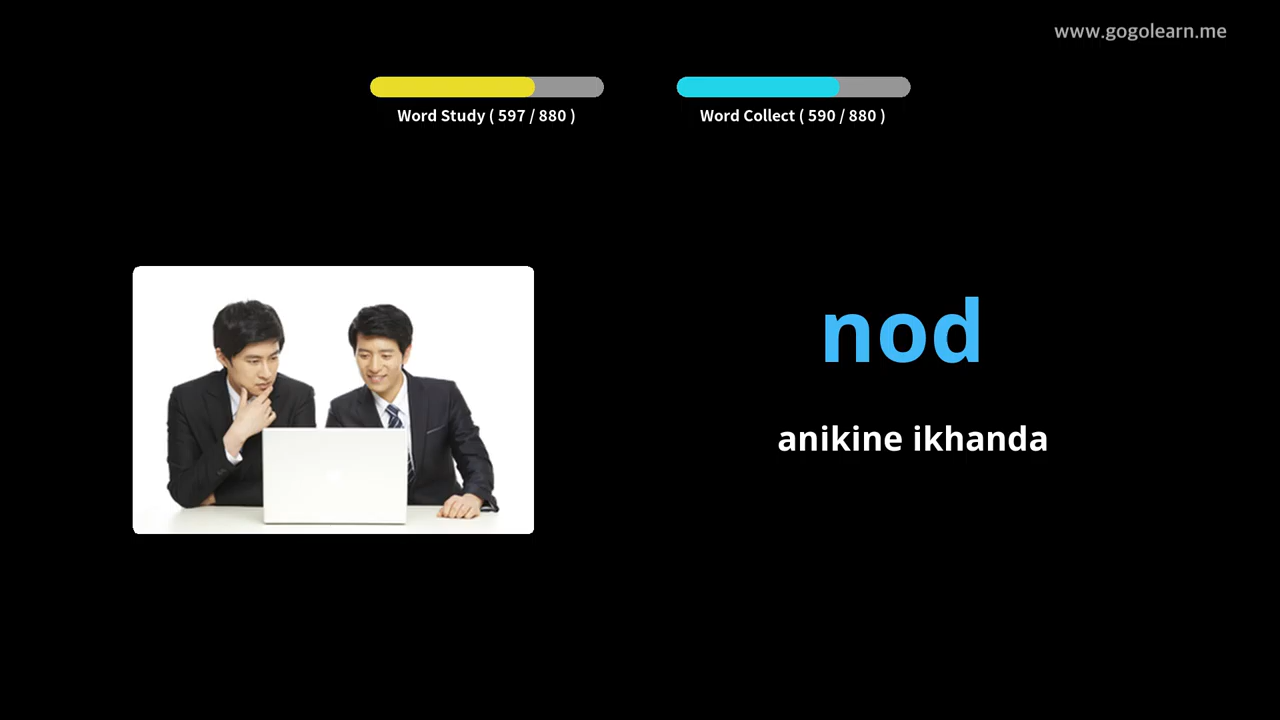 www.gogolearn.me
Word Study ( 597 / 880 )
Word Collect ( 590 / 880 )
nod
anikine ikhanda